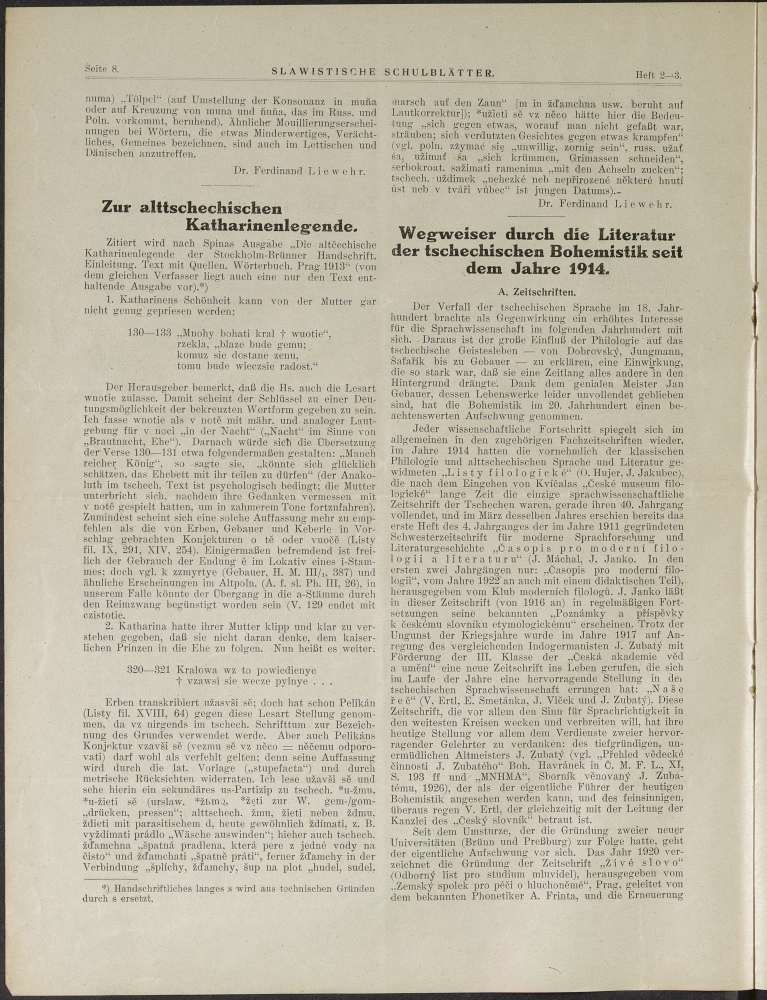 Seite 8.
SLAWISTISCHE SCHULBLÄTTER.
Heft 2—3.
numa) „Tölpel“ (auf Umstellung der Konsonanz in muňa
oder auf Kreuzung von muna und ňuňa, das im Russ. und
Poln. vorkommt, beruhend). Ähnliche Mouillierungserschei-
nungen bei Wörtern, die etwas Minderwertiges, Verächt-
liches, Gemeines bezeichnen, sind auch im Lettischen und
Dänischen anzutreffen.
Dr. Ferdinand Liewehr.
Zur alttschechischen
Katharinenlegende.
Zitiert wird nach Spinas Ausgabe „Die altčechische
Katharinenlegende der Stockholm-Brünner Handschrift.
Einleitung. Text mit Quellen. Wörterbuch. Prag 1913“ (von
dem gleichen Verfasser liegt auch eine nur den Text ent-
haltende Ausgabe vor).*)
1. Katharinens Schönheit kann von der Mutter gar
nicht genug gepriesen werden:
130—133 „Mnohy bohati kral † wnotie“,
rzekla, „blaze bude gemu;
komuz sie dostane zenu,
tomu bude wieczsie radost.“
Der Herausgeber bemerkt, daß die Hs. auch die Lesart
wuotie zulasse. Damit scheint der Schlüssel zu einer Deu-
tungsmöglichkeit der bekreuzten Wortform gegeben zu sein.
Ich fasse wnotie als v notě mit mähr. und analoger Laut-
gebung für v noci „in der Nacht“ („Nacht“ im Sinne von
„Brautnacht, Ehe“). Darnach würde sich die Übersetzung
der Verse 130—131 etwa folgendermaßen gestalten: „Manch
reicher König“, so sagte sie, „könnte sich glücklich
schätzen, das Ehebett mit ihr teilen zu dürfen“ (der Anako-
luth im tschech. Text ist psychologisch bedingt: die Mutter
unterbricht sich, nachdem ihre Gedanken vermessen mit
v notě gespielt hatten, um in zahmerem Tone fortzufahren).
Zumindest scheint sich eine solche Auffassung mehr zu emp-
fehlen als die von Erben, Gebauer und Keberle in Vor-
schlag gebrachten Konjekturen o tě oder vuočě (Listy
fil. IX, 291, XIV, 254). Einigermaßen befremdend ist frei-
lich der Gebrauch der Endung ě im Lokativ eines i-Stam-
mes; doch vgl. k zzmyrtye (Gebauer, H. M. III/1, 387) und
ähnliche Erscheinungen im Altpoln. (A. f. sl. Ph. III, 26), in
unserem Falle könnte der Übergang in die a-Stämme durch
den Reimzwang begünstigt worden sein (V. 129 endet mit
czistotie.
2. Katharina hatte ihrer Mutter klipp und klar zu ver-
stehen gegeben, daß sie nicht daran denke, dem kaiser-
lichen Prinzen in die Ehe zu folgen. Nun heißt es weiter.
320—321 Kralowa wz to powiedienye
† vzawsi sie wecze pylnye . . .
Erben transkribiert užasvši sě; doch hat schon Pelikán
(Listy fil. XVIII, 64) gegen diese Lesart Stellung genom-
men, da vz nirgends im tschech. Schrifttum zur Bezeich-
nung des Grundes verwendet werde. Aber auch Pelikáns
Konjektur vzavši sě (vezmu sě vz něco = něčemu odporo-
vati) darf wohl als verfehlt gelten; denn seine Auffassung
wird durch die lat. Vorlage („stupefacta“) und durch
metrische Rücksichten widerraten. Ich lese užavši sě und
sehe hierin ein sekundäres us-Partizip zu tschech. *u-žmu,
*u-žieti sě (urslaw. *žęti zur W. gem-/gom-
„drücken, pressen“; alttschech. žmu, žieti neben ždmu,
ždieti mit parasitischem d, heute gewöhnlich ždímati, z. B.
vyždímati prádlo „Wäsche auswinden“; hieher auch tschech.
žďamchna „špatná pradlena, která pere z jedné vody na
čisto“ und žďamchati „špatně práti“, ferner žďamchy in der
Verbindung „šplíchy, žďamchy, šup na plot „hudel, sudel,
*) Handschriftliches langes s wird aus technischen Gründen
durch s ersetzt.
marsch auf den Zaun“ [m in žďamchna usw. beruht auf
Lautkorrektur]); *užieti sě vz něco hätte hier die Bedeu-
tung „sich gegen etwas, worauf man nicht gefaßt war,
sträuben; sich verdutzten Gesichtes gegen etwas krampfen“
(vgl. poln. zżymać się „unwillig, zornig sein“, russ. užať
śa, užimať śa „sich krümmen, Grimassen schneiden“,
serbokroat. sažimati ramenima „mit den Achseln zucken“;
tschech. uždimek „nehezké neb nepřirozené některé hnutí
úst neb v tváři vůbec“ ist jungen Datums).-
Dr. Ferdinand Liewehr.
Wegweiser durch die Literatur
der tschechischen Bohemistik seit
dem Jahre 1914.
A. Zeitschriften.
Der Verfall der tschechischen Sprache im 18. Jahr-
hundert brachte als Gegenwirkung ein erhöhtes Interesse
für die Sprachwissenschaft im folgenden Jahrhundert mit
sich. Daraus ist der große Einfluß der Philologie auf das
tschechische Geistesleben — von Dobrovský, Jungmann,
Šafařík bis zu Gebauer — zu erklären, eine Einwirkung,
die so stark war, daß sie eine Zeitlang alles andere in den
Hintergrund drängte. Dank dem genialen Meister Jan
Gebauer, dessen Lebenswerke leider unvollendet geblieben
sind, hat die Bohemistik im 20. Jahrhundert einen be-
achtenswerten Aufschwung genommen.
Jeder wissenschaftliche Fortschritt spiegelt sich im
allgemeinen in den zugehörigen Fachzeitschriften wieder.
Im Jahre 1914 hatten die vornehmlich der klassischen
Philologie und alttschechischen Sprache und Literatur ge-
widmeten „Listy filologické“ (O. Hujer, J. Jakubec),
die nach dem Eingehen von Kvíčalas „České museum filo-
logické“ lange Zeit die einzige sprachwissenschaftliche
Zeitschrift der Tschechen waren, gerade ihren 40. Jahrgang
vollendet, und im März desselben Jahres erschien bereits das
erste Heft des 4. Jahrganges der im Jahre 1911 gegründeten
Schwesterzeitschrift für moderne Sprachforschung und
Literaturgeschichte „Časopis pro moderní filo-
logii a literaturu“ (J. Máchal, J. Janko. In den
ersten zwei Jahrgängen nur: „Časopis pro moderní filo-
logii“, vom Jahre 1922 an auch mit einem didaktischen Teil),
herausgegeben vom Klub moderních filologů. J. Janko läßt
in dieser Zeitschrift (von 1916 an) in regelmäßigen Fort-
setzungen seine bekannten „Poznámky a příspěvky
k českému slovníku etymologickému“ erscheinen. Trotz der
Ungunst der Kriegsjahre wurde im Jahre 1917 auf An-
regung des vergleichenden Indogermanisten J. Zubatý mit
Förderung der III. Klasse der „Česká akademie věd
a umění“ eine neue Zeitschrift ins Leben gerufen, die sich
im Laufe der Jahre eine hervorragende Stellung in der
tschechischen Sprachwissenschaft errungen hat: „Naše
řeč“ (V. Ertl, E. Smetánka, J. Vlček und J. Zubatý). Diese
Zeitschrift, die vor allem den Sinn für Sprachrichtigkeit in
den weitesten Kreisen wecken und verbreiten will, hat ihre
heutige Stellung vor allem dem Verdienste zweier hervor-
ragender Gelehrter zu verdanken: des tiefgründigen, un-
ermüdlichen Altmeisters J. Zubatý (vgl. „Přehled vědecké
činnosti J. Zubatého“ Boh. Havránek in Č. M. F. L., XI,
S. 193 ff und „MNHMA“, Sborník věnovaný J. Zuba-
tému, 1926), der als der eigentliche Führer der heutigen
Bohemistik angesehen werden kann, und des feinsinnigen,
überaus regen V. Ertl, der gleichzeitig mit der Leitung der
Kanzlei des „Český slovník“ betraut ist.
Seit dem Umsturze, der die Gründung zweier neuer
Universitäten (Brünn und Preßburg) zur Folge hatte, geht
der eigentliche Aufschwung vor sich. Das Jahr 1920 ver-
zeichnet die Gründung der Zeitschrift „Živé slovo“
(Odborný list pro studium mluvidel), herausgegeben vom
„Zemský spolek pro péči o hluchoněmé“, Prag, geleitet von
dem bekannten Phonetiker A. Frinta, und die Erneuerung